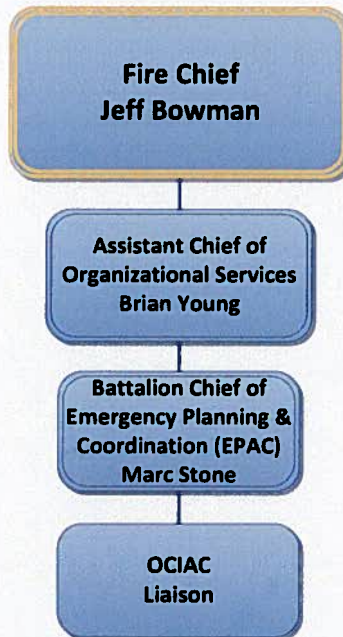 Fire Chief
Jeff Bowman
Assistant Chief of
Organizational Services
Brian Young
Battalion Chief of
Emergency Planning &
Coordination (EPAC)
Marc Stone
OCIAC
Liaison